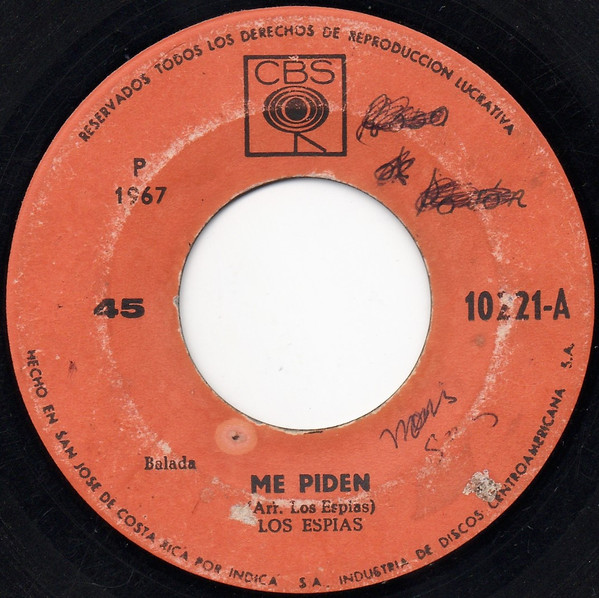 RESERVADOS TODOS LOS DERECHOS DE REPRODUCCION LUCRATIVA
CBS
P
1967
45
10221-A
Balada
ME PIDEN
(Arr. Los Espias)
LOS ESPIAS
HECHO EN SAN JOSE DE COSTA RICA POR INDICA S.A. INDUSTRIA DE DISCOS CENTROAMERICANA S.A.